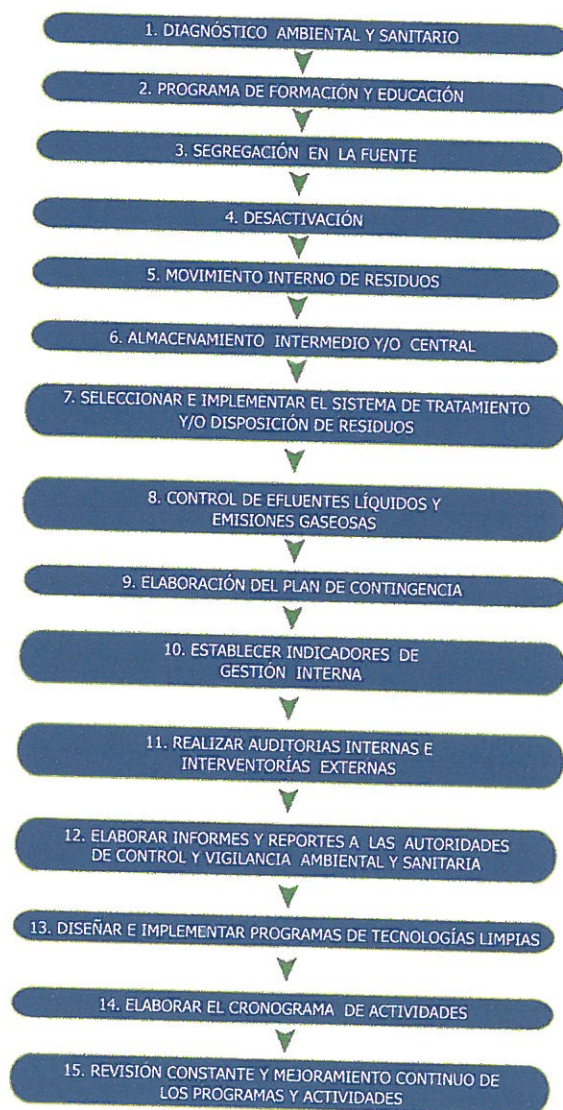 1. DIAGNÓSTICO AMBIENTAL Y SANITARIO
2. PROGRAMA DE FORMACIÓN Y EDUCACIÓN
3. SEGREGACIÓN EN LA FUENTE
4. DESACTIVACIÓN
5. MOVIMIENTO INTERNO DE RESIDUOS
6. ALMACENAMIENTO INTERMEDIO Y/O CENTRAL
7. SELECCIONAR E IMPLEMENTAR EL SISTEMA DE TRATAMIENTO
Y/O DISPOSICIÓN DE RESIDUOS
8. CONTROL DE EFLUENTES LÍQUIDOS Y
EMISIONES GASEOSAS
9. ELABORACIÓN DEL PLAN DE CONTINGENCIA
10. ESTABLECER INDICADORES DE
GESTIÓN INTERNA
11. REALIZAR AUDITORIAS INTERNAS E
INTERVENTORÍAS EXTERNAS
12. ELABORAR INFORMES Y REPORTES A LAS AUTORIDADES
DE CONTROL Y VIGILANCIA AMBIENTAL Y SANITARIA
13. DISEÑAR E IMPLEMENTAR PROGRAMAS DE TECNOLOGÍAS LIMPIAS
14. ELABORAR EL CRONOGRAMA DE ACTIVIDADES
15. REVISIÓN CONSTANTE Y MEJORAMIENTO CONTINUO DE
LOS PROGRAMAS Y ACTIVIDADES